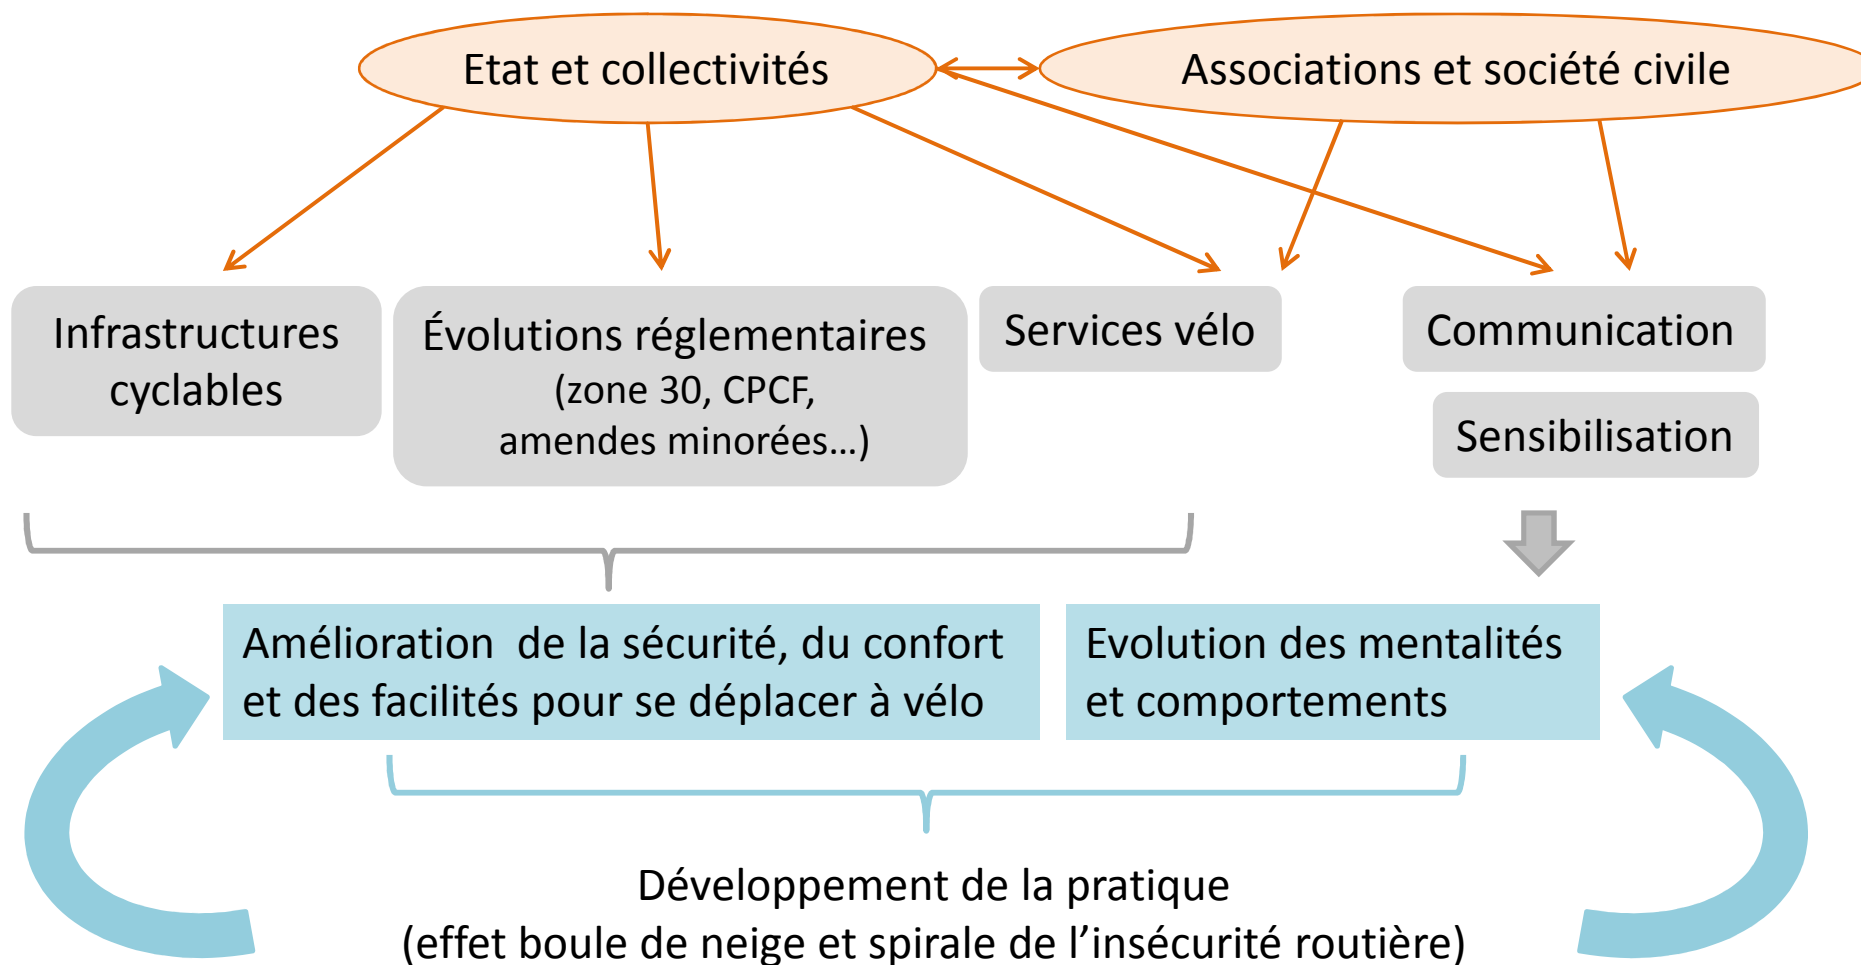 Etat et collectivités
Associations et société civile
Infrastructures
cyclables
Évolutions réglementaires
(zone 30, CPCF,
amendes minorées…)
Services vélo
Communication
Sensibilisation
Amélioration  de la sécurité, du confort
et des facilités pour se déplacer à vélo
Evolution des mentalités
et comportements
Développement de la pratique
(effet boule de neige et spirale de l’insécurité routière)